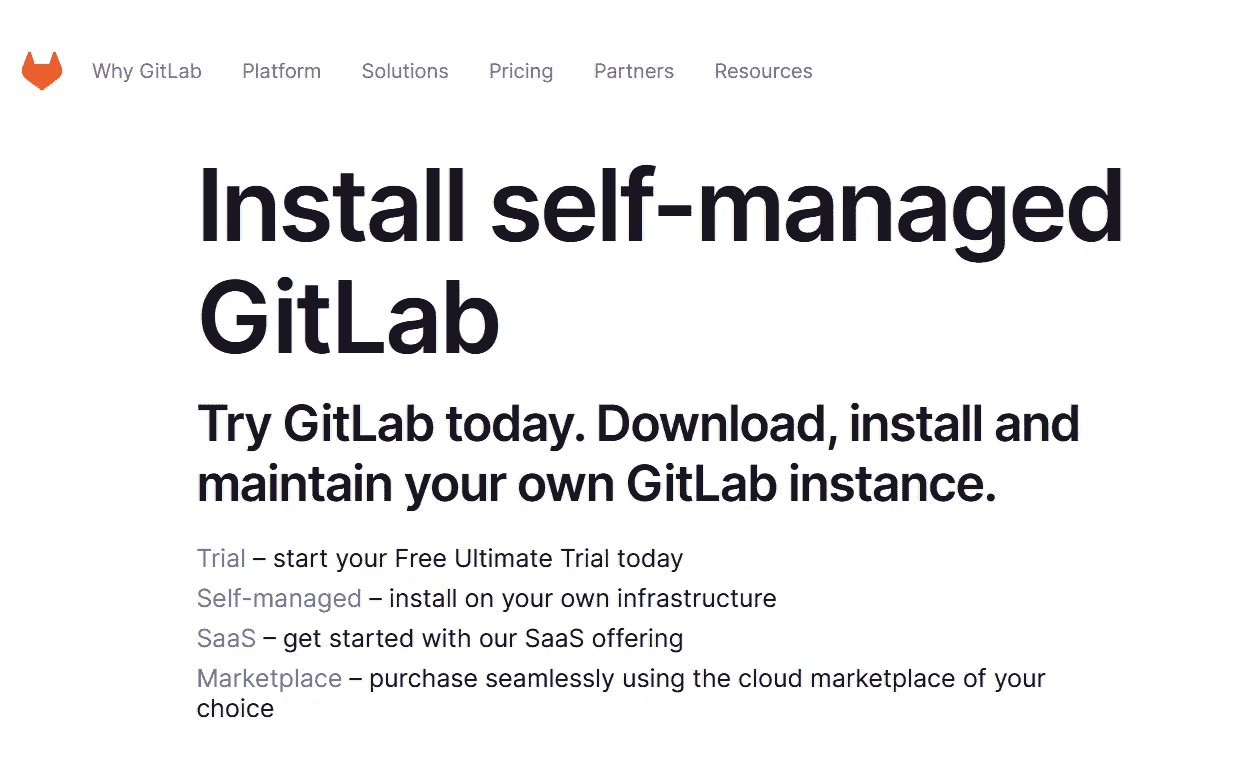 Why GitLab Platform Solutions Pricing Partners Resources
Install self-managed
GitLab
Try GitLab today. Download, install and
maintain your own GitLab instance.
Trial – start your Free Ultimate Trial today
Self-managed – install on your own infrastructure
SaaS – get started with our SaaS offering
Marketplace – purchase seamlessly using the cloud marketplace of your
choice